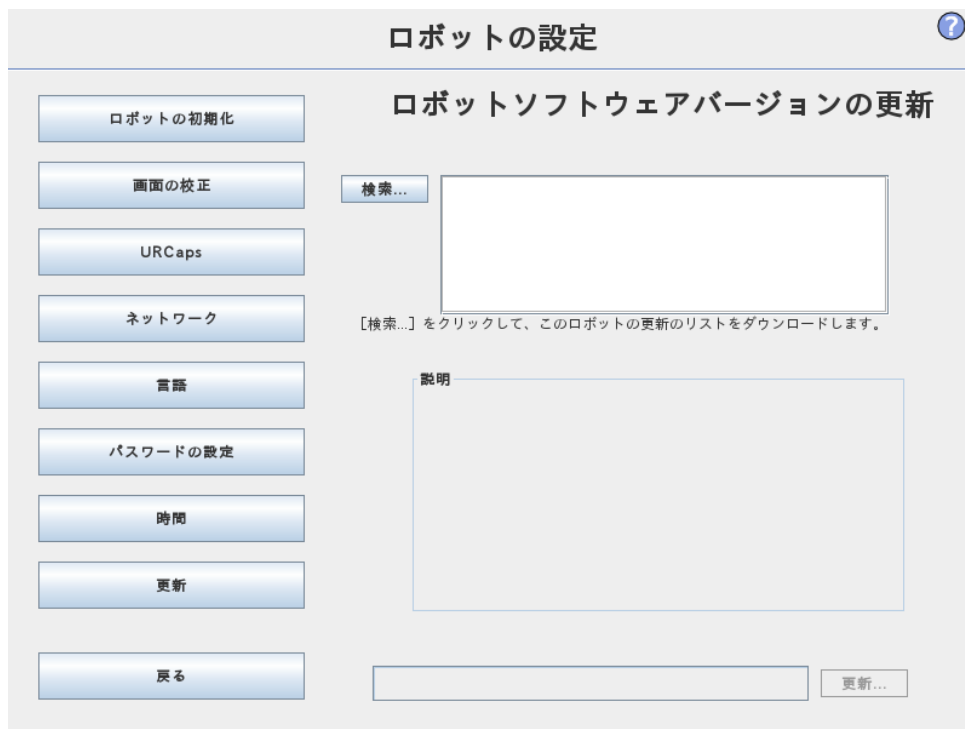 ロボットの設定
?
ロボットの初期化
画面の校正
URCaps
ネットワーク
言語
パスワードの設定
時間
更新
戻る
ロボットソフトウェアバージョンの更新
検索...
[検索...] をクリックして、このロボットの更新のリストをダウンロードします。
説明
更新...